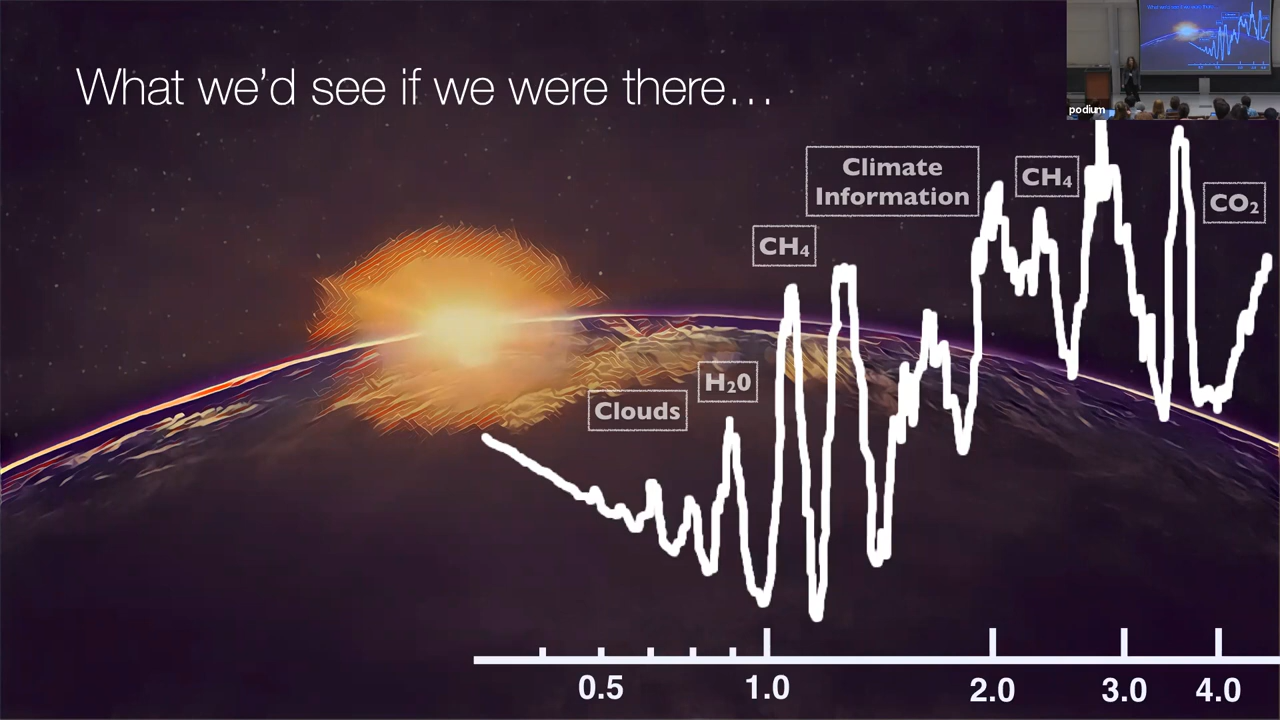 What we'd see if we were there...
podium
Climate
Information
CH₄
CO₂
CH₄
H₂0
Clouds
0.5
1.0
2.0
3.0
4.0